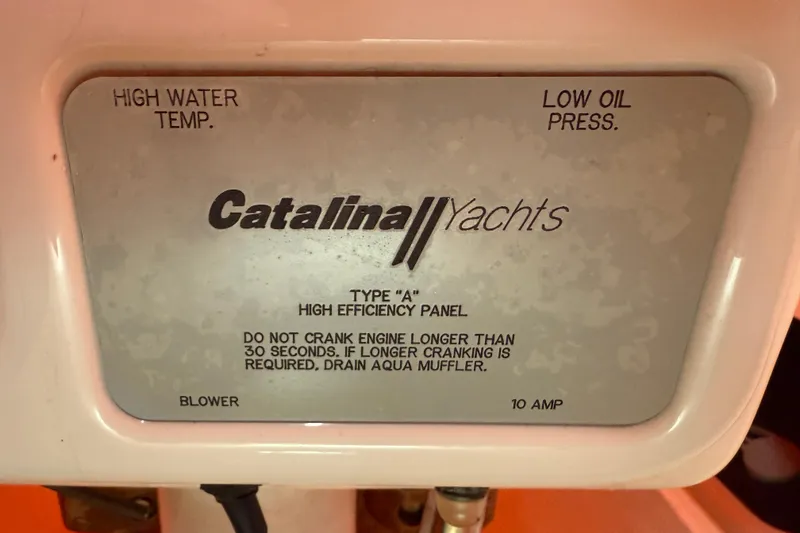 HIGH WATER
TEMP.
LOW OIL
PRESS.
Catalina Yachts
TYPE "A"
HIGH EFFICIENCY PANEL
DO NOT CRANK ENGINE LONGER THAN
30 SECONDS. IF LONGER CRANKING IS
REQUIRED, DRAIN AQUA MUFFLER.
BLOWER
10 AMP